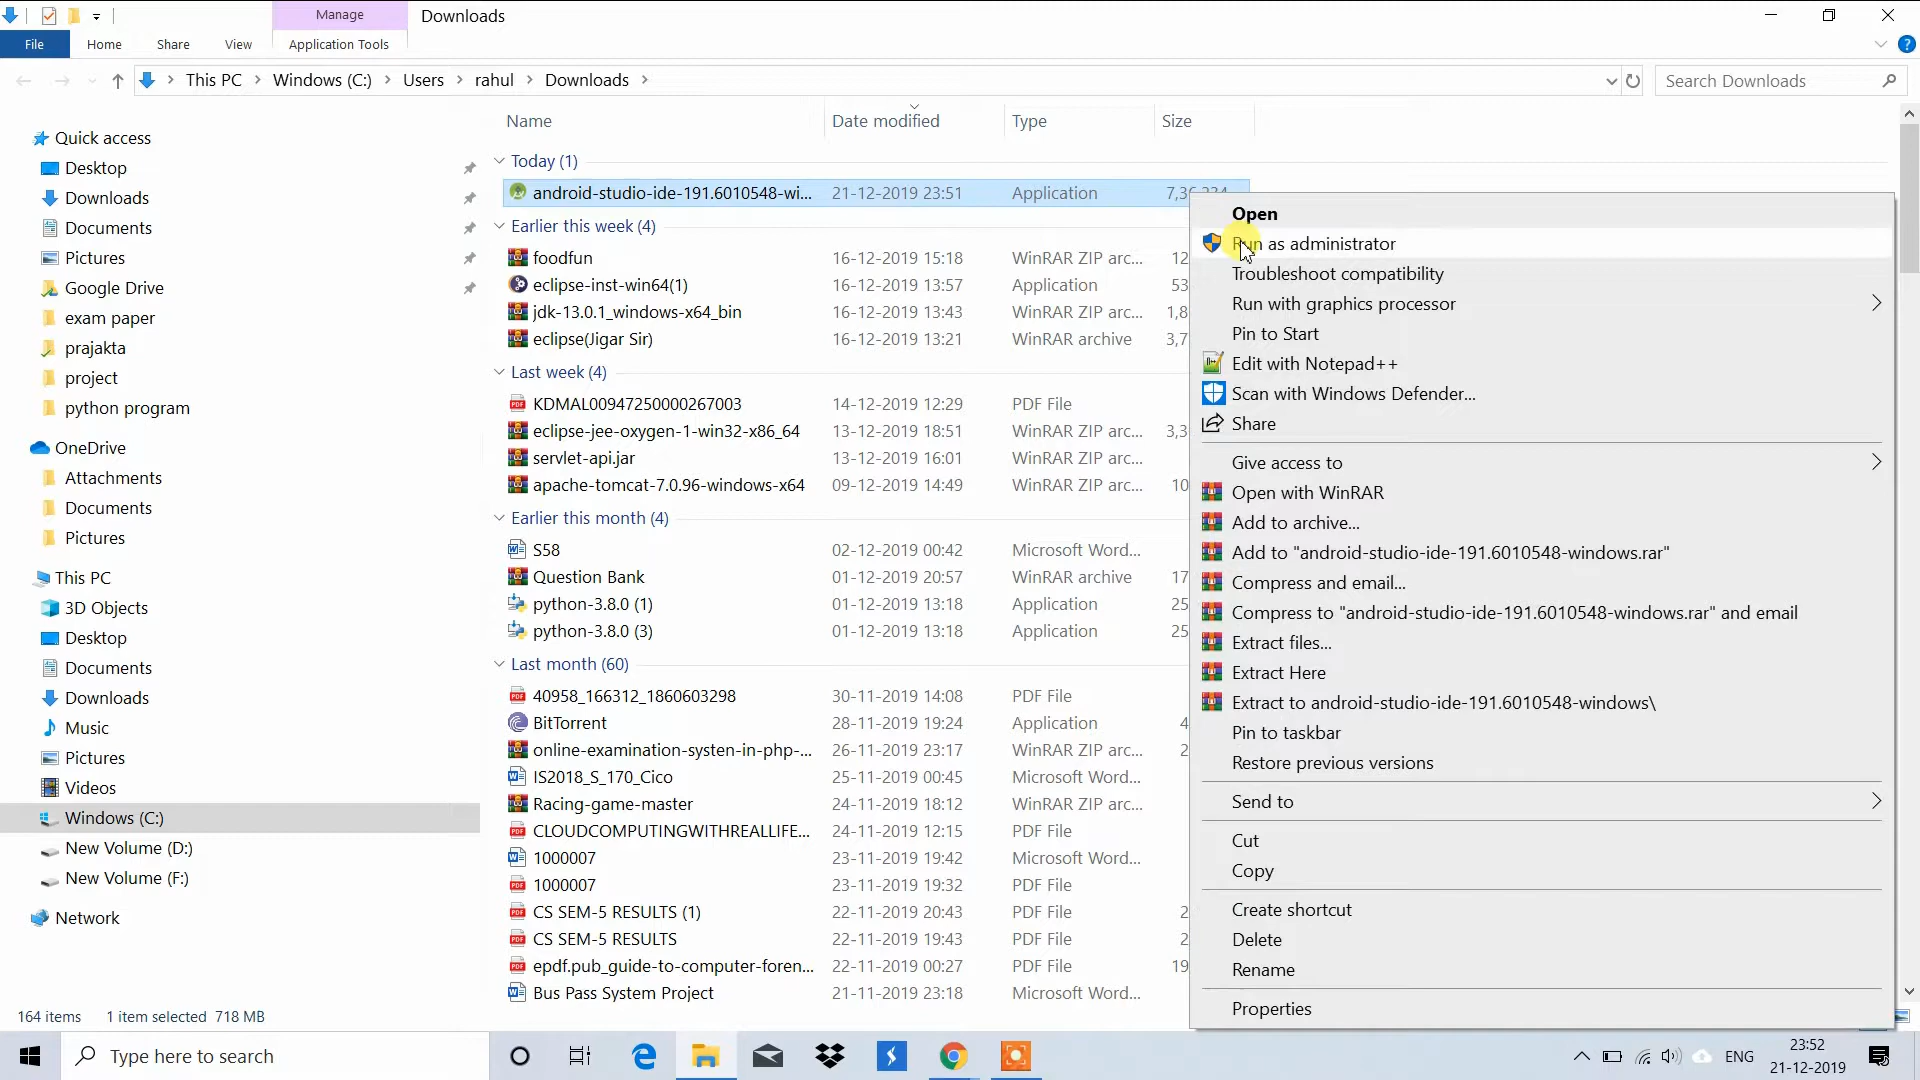 Manage
Downloads
File
Home
Share
View
Application Tools
This PC
Windows (C:)
Users
rahul
Downloads
Search Downloads
Quick access
Desktop
Downloads
Documents
Pictures
Google Drive
exam paper
prajakta
project
python program
OneDrive
Attachments
Documents
Pictures
This PC
3D Objects
Desktop
Documents
Downloads
Music
Pictures
Videos
Windows (C:)
New Volume (D:)
New Volume (F:)
Network
Name Date modified Type Size
Today (1)
android-studio-ide-191.6010548-wi... 21-12-2019 23:51 Application
Earlier this week (4)
foodfun 16-12-2019 15:18 WinRAR ZIP arc... 12
eclipse-inst-win64(1) 16-12-2019 13:57 Application 53
jdk-13.0.1_windows-x64_bin 16-12-2019 13:43 WinRAR ZIP arc... 1,8
eclipse(Jigar Sir) 16-12-2019 13:21 WinRAR archive 3,7
Last week (4)
KDMAL00947250000267003 14-12-2019 12:29 PDF File
eclipse-jee-oxygen-1-win32-x86_64 13-12-2019 18:51 WinRAR ZIP arc... 3,3
servlet-api.jar 13-12-2019 16:01 WinRAR ZIP arc...
apache-tomcat-7.0.96-windows-x64 09-12-2019 14:49 WinRAR ZIP arc... 10
Earlier this month (4)
S58 02-12-2019 00:42 Microsoft Word...
Question Bank 01-12-2019 20:57 WinRAR archive 17
python-3.8.0 (1) 01-12-2019 13:18 Application 25
python-3.8.0 (3) 01-12-2019 13:18 Application 25
Last month (60)
40958_166312_1860603298 30-11-2019 14:08 PDF File
BitTorrent 28-11-2019 19:24 Application 4
online-examination-systen-in-php-... 26-11-2019 23:17 WinRAR ZIP arc... 2
IS2018_S_170_Cico 25-11-2019 00:45 Microsoft Word...
Racing-game-master 24-11-2019 18:12 WinRAR ZIP arc...
CLOUDCOMPUTINGWITHREALLIFE... 24-11-2019 12:15 PDF File
1000007 23-11-2019 19:42 Microsoft Word...
1000007 23-11-2019 19:32 PDF File
CS SEM-5 RESULTS (1) 22-11-2019 20:43 PDF File 2
CS SEM-5 RESULTS 22-11-2019 19:43 PDF File 2
epdf.pub_guide-to-computer-foren... 22-11-2019 00:27 PDF File 19
Bus Pass System Project 21-11-2019 23:18 Microsoft Word...
Open
Run as administrator
Troubleshoot compatibility
Run with graphics processor
Pin to Start
Edit with Notepad++
Scan with Windows Defender...
Share
Give access to
Open with WinRAR
Add to archive...
Add to "android-studio-ide-191.6010548-windows.rar"
Compress and email...
Compress to "android-studio-ide-191.6010548-windows.rar" and email
Extract files...
Extract Here
Extract to android-studio-ide-191.6010548-windows\
Pin to taskbar
Restore previous versions
Send to
Cut
Copy
Create shortcut
Delete
Rename
Properties
164 items 1 item selected 718 MB
Type here to search
ENG
23:52
21-12-2019